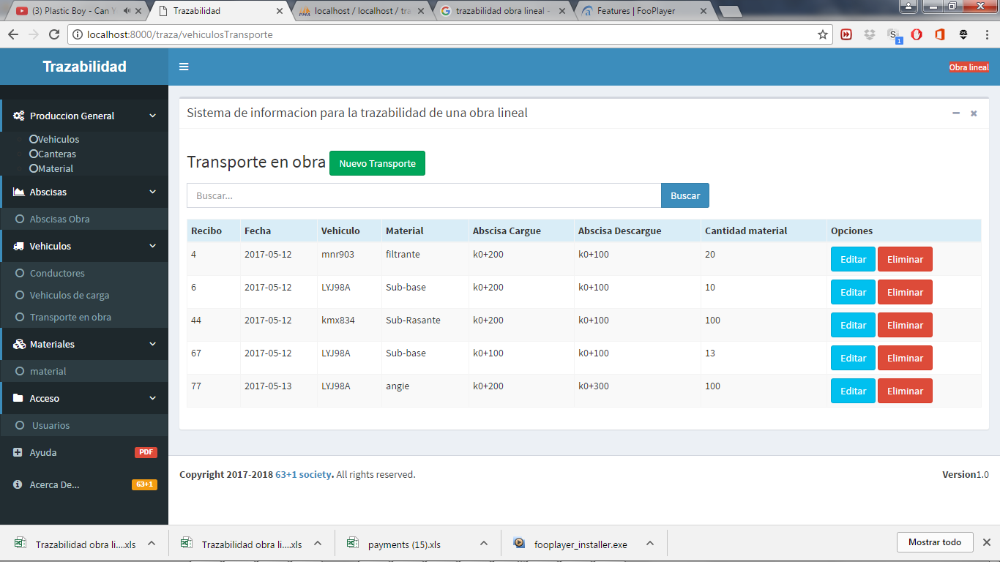 (3) Plastic Boy - Can Y
Trazabilidad
localhost / localhost / tra
trazabilidad obra lineal -
Features | FooPlayer
localhost:8000/traza/vehiculosTransporte
Trazabilidad
Obra lineal
Produccion General
Vehiculos
Canteras
Material
Abscisas
Abscisas Obra
Vehiculos
Conductores
Vehiculos de carga
Transporte en obra
Materiales
material
Acceso
Usuarios
Ayuda PDF
Acerca De... 63+1
Sistema de informacion para la trazabilidad de una obra lineal
Transporte en obra Nuevo Transporte
Buscar... Buscar
Recibo Fecha Vehiculo Material Abscisa Cargue Abscisa Descargue Cantidad material Opciones
4 2017-05-12 mnr903 filtrante k0+200 k0+100 20 Editar Eliminar
6 2017-05-12 LYJ98A Sub-base k0+200 k0+100 10 Editar Eliminar
44 2017-05-12 kmx834 Sub-Rasante k0+200 k0+100 100 Editar Eliminar
67 2017-05-12 LYJ98A Sub-base k0+100 k0+100 13 Editar Eliminar
77 2017-05-13 LYJ98A angie k0+200 k0+300 100 Editar Eliminar
Copyright 2017-2018 63+1 society. All rights reserved.
Version1.0
Trazabilidad obra li....xls
Trazabilidad obra li....xls
payments (15).xls
fooplayer_installer.exe
Mostrar todo